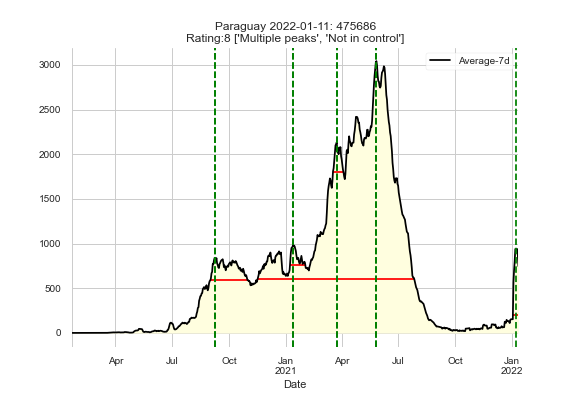 Paraguay 2022-01-11: 475686
Rating:8 ['Multiple peaks', 'Not in control']
Average-7d
3000
2500
2000
1500
1000
500
0
Apr Jul Oct Jan Apr Jul Oct Jan
2021 2022
Date